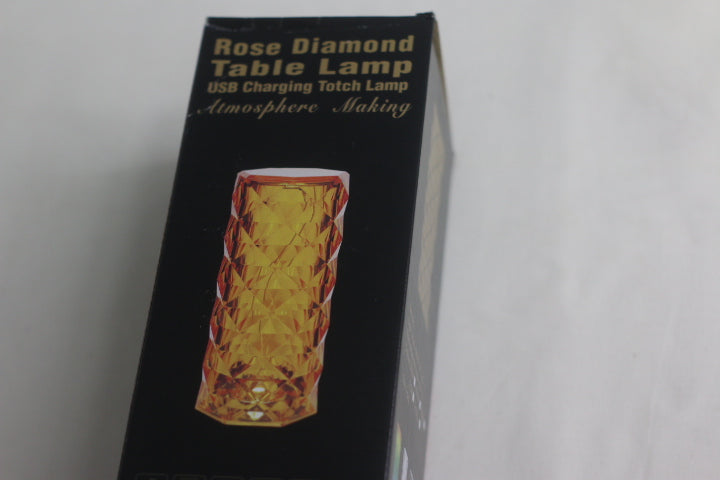 Rose Diamond
Table Lamp
USB Charging Totch Lamp
Atmosphere Making